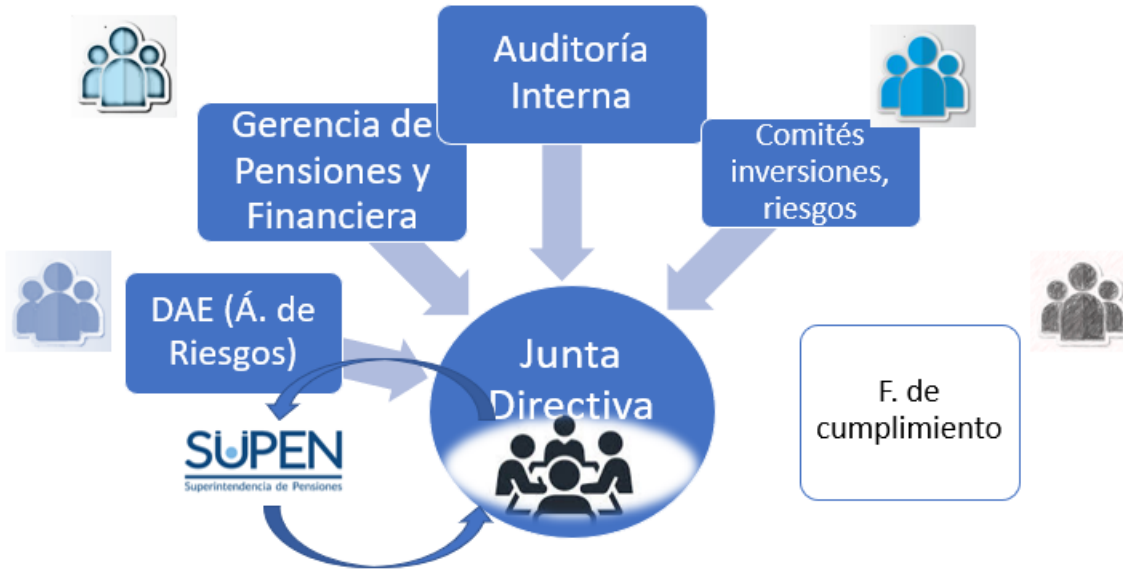 Auditoría
Interna
Gerencia de
Pensiones y
Financiera
Comités
inversiones,
riesgos
DAE (Á. de
Riesgos)
Junta
Directiva
F. de
cumplimiento
SUPEN
Superintendencia de Pensiones